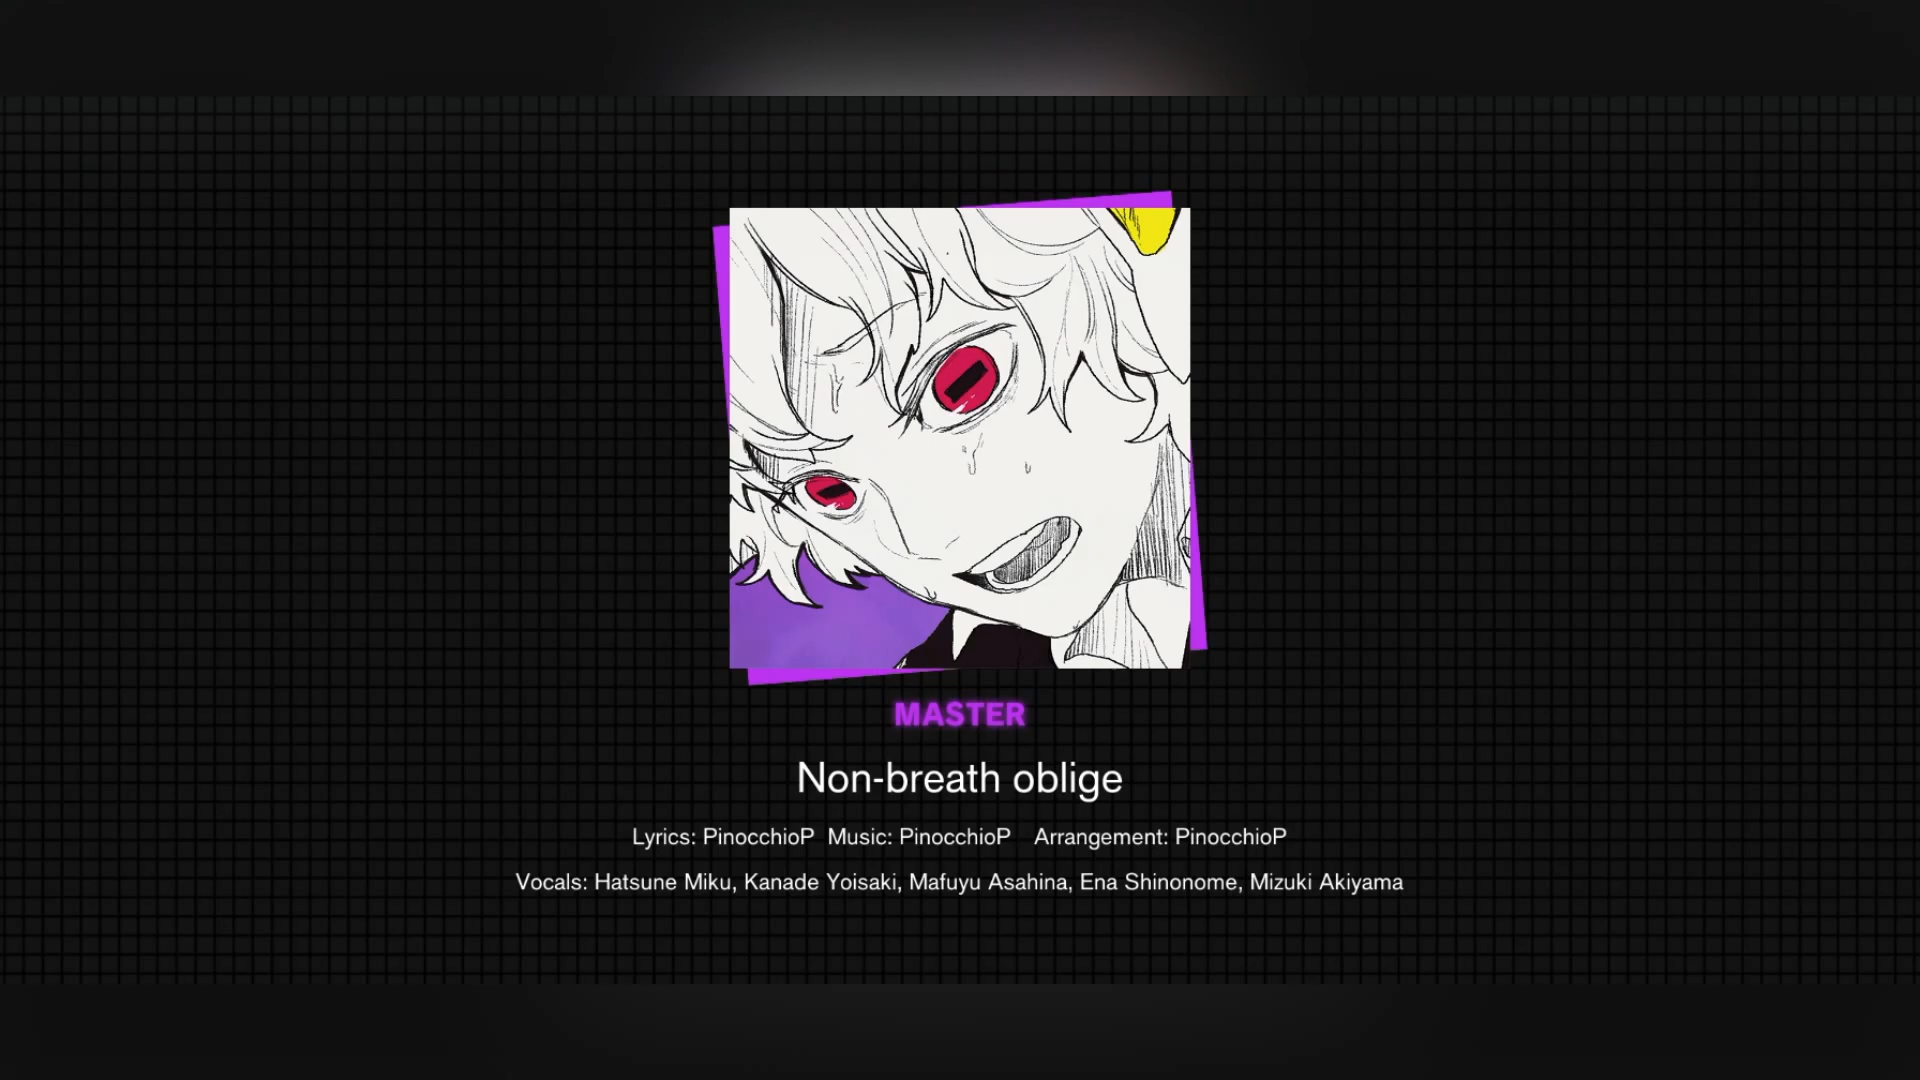 MASTER
Non-breath oblige
Lyrics: PinocchioP  Music: PinocchioP   Arrangement: PinocchioP
Vocals: Hatsune Miku, Kanade Yoisaki, Mafuyu Asahina, Ena Shinonome, Mizuki Akiyama